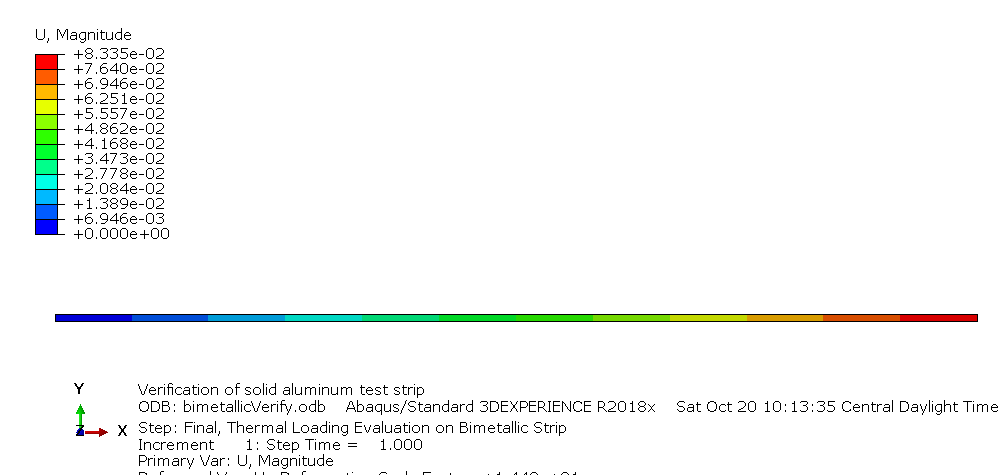 U, Magnitude
+8.335e-02
+7.640e-02
+6.946e-02
+6.251e-02
+5.557e-02
+4.862e-02
+4.168e-02
+3.473e-02
+2.778e-02
+2.084e-02
+1.389e-02
+6.946e-03
+0.000e+00
Y
Z X
Verification of solid aluminum test strip
ODB: bimetallicVerify.odb Abaqus/Standard 3DEXPERIENCE R2018x Sat Oct 20 10:13:35 Central Daylight Time
Step: Final, Thermal Loading Evaluation on Bimetallic Strip
Increment 1: Step Time = 1.000
Primary Var: U, Magnitude